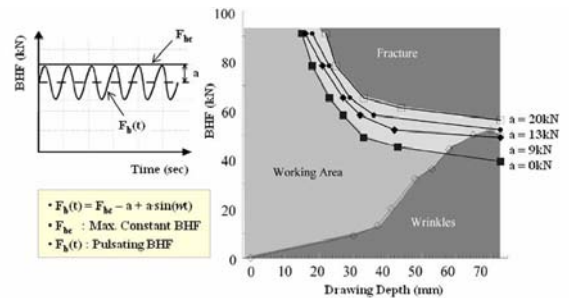 BHF (kN)
F_bc
a
F_b(t)
Time (sec)
• F_b(t) = F_bc – a + a·sin(wt)
• F_bc : Max. Constant BHF
• F_b(t) : Pulsating BHF
BHF (kN)
100
80
60
40
20
0
0 10 20 30 40 50 60 70
Drawing Depth (mm)
Fracture
Working Area
Wrinkles
a = 20kN
a = 13kN
a = 9kN
a = 0kN